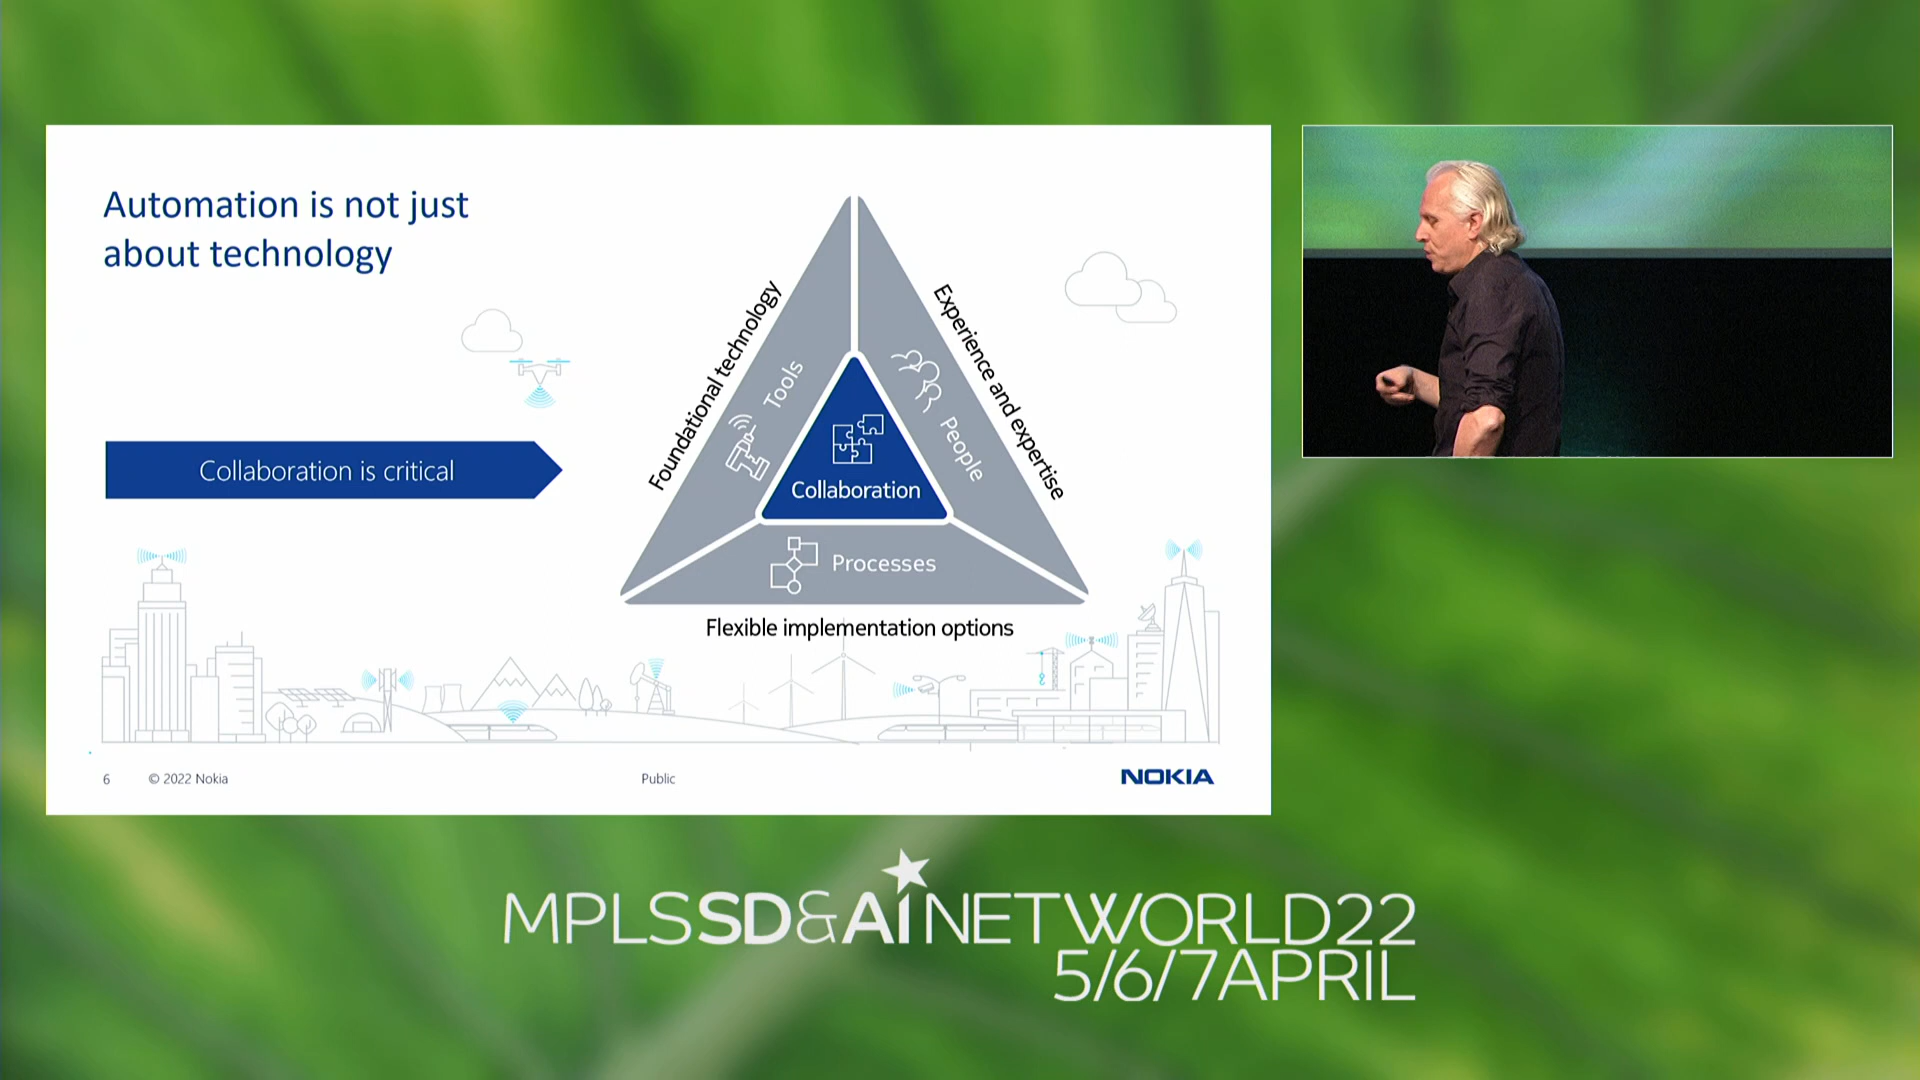 Automation is not just
about technology
Collaboration is critical
Foundational technology
Tools
Experience and expertise
People
Collaboration
Processes
Flexible implementation options
6
© 2022 Nokia
Public
NOKIA
MPLSSD&AINETWORLD22
5/6/7APRIL